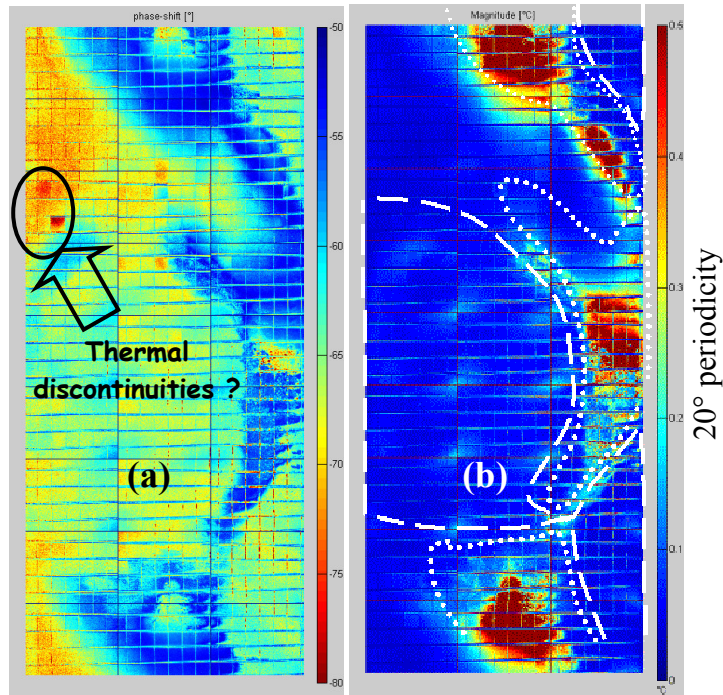 phase-shift [°]
-50
-55
-60
-65
-70
-75
-80
Thermal
discontinuities ?
(a)
Magnitude [°C]
0.5
0.4
0.3
0.2
0.1
0
°C
(b)
20° periodicity